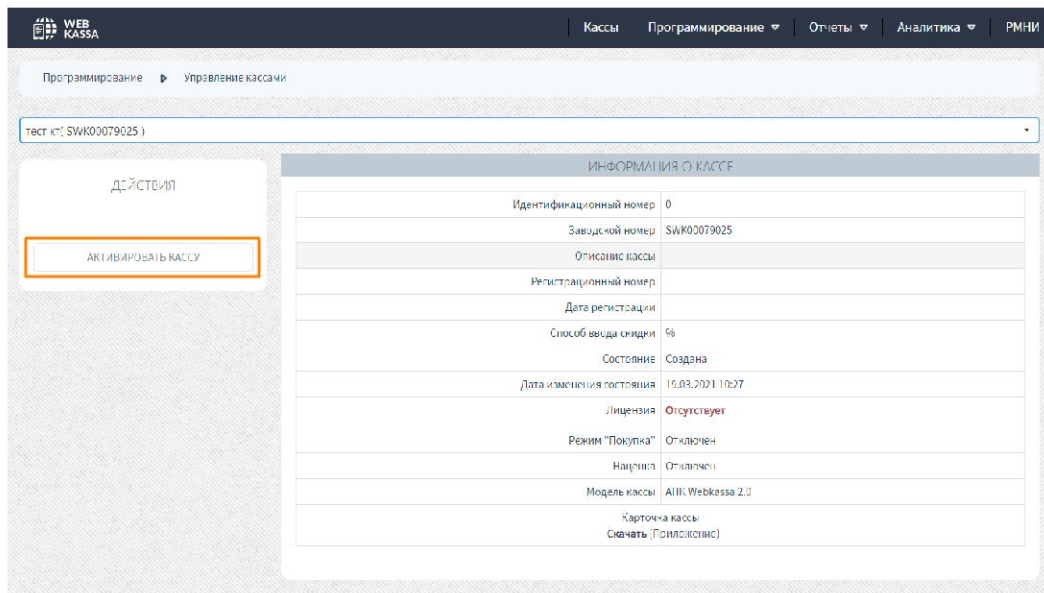 WEB
KASSA
Кассы Программирование Отчеты Аналитика РМНИ
Программирование Управление кассами
тест кт( SWK00079025 )
ДЕЙСТВИЯ
АКТИВИРОВАТЬ КАССУ
ИНФОРМАЦИЯ О КАССЕ
Идентификационный номер 0
Заводской номер SWK00079025
Описание кассы
Регистрационный номер
Дата регистрации
Способ ввода скидки %
Состояние Создана
Дата изменения состояния 19.03.2021 10:27
Лицензия Отсутствует
Режим "Покупка" Отключен
Наценка Отключен
Модель кассы АПК Webkassa 2.0
Карточка кассы
Скачать (Приложение)